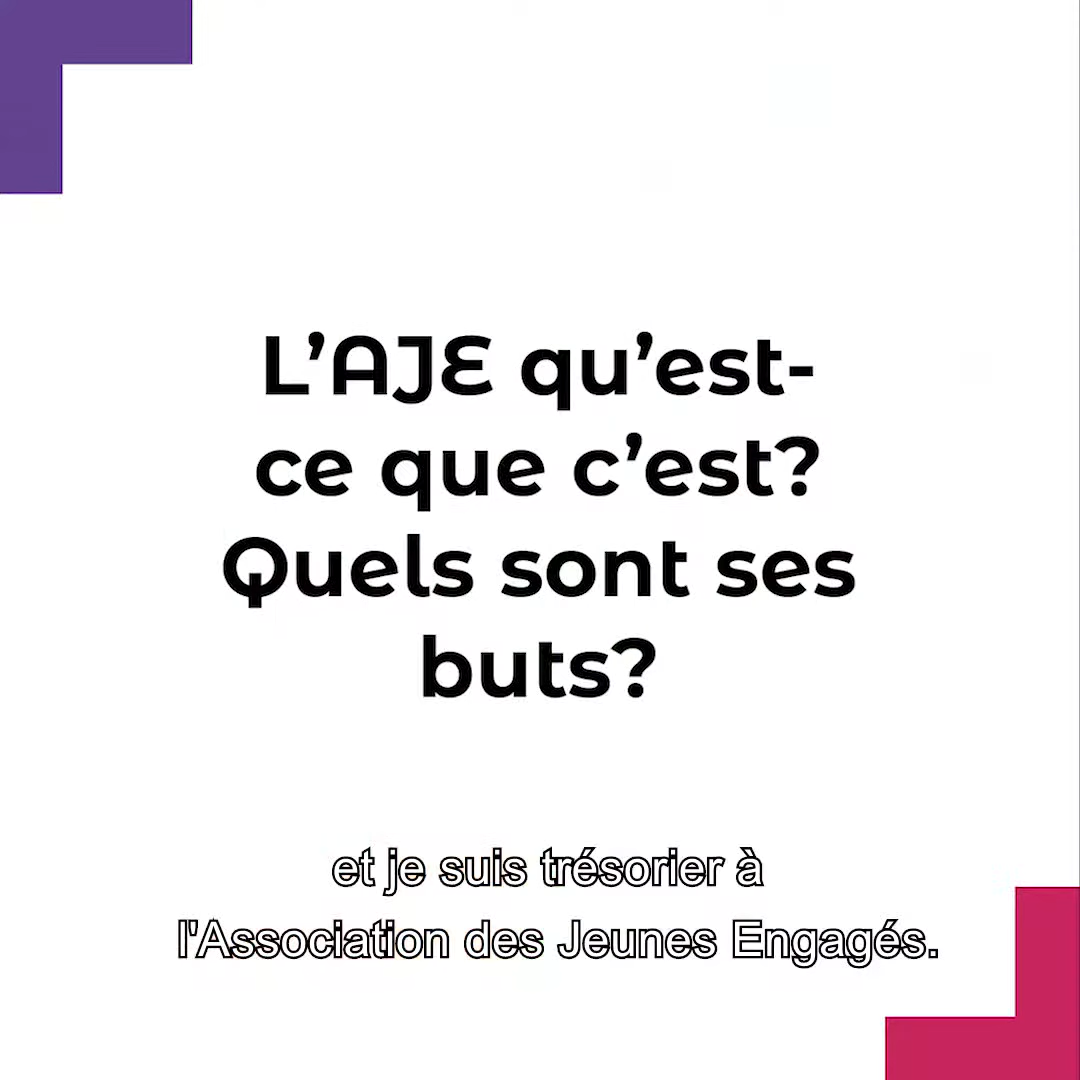 L’AJE qu’est-
ce que c’est?
Quels sont ses
buts?
et je suis trésorier à
l'Association des Jeunes Engagés.